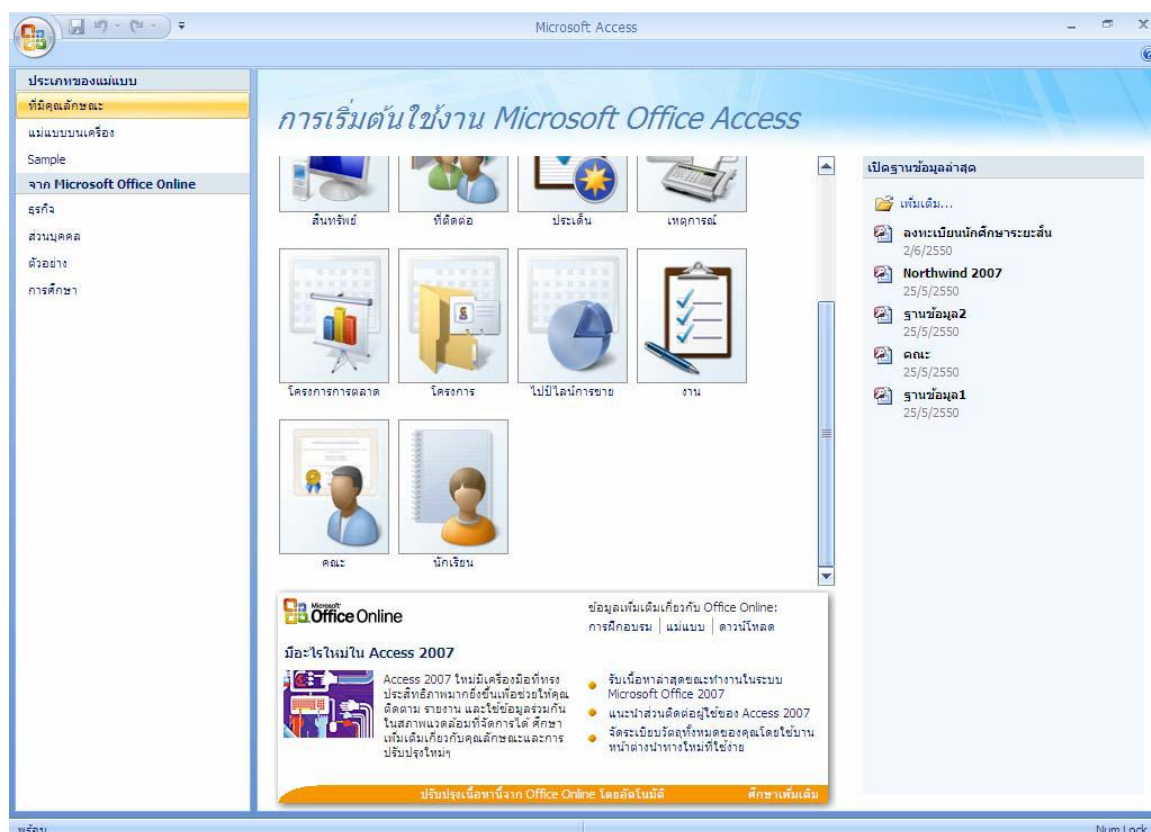 Microsoft Access
ประเภทของแม่แบบ
ที่มีคุณลักษณะ
แม่แบบบนเครื่อง
Sample
จาก Microsoft Office Online
ธุรกิจ
ส่วนบุคคล
ตัวอย่าง
การศึกษา
การเริ่มต้นใช้งาน Microsoft Office Access
สินทรัพย์ ที่ติดต่อ ประเด็น เหตุการณ์
โครงการการตลาด โครงการ ไปป์ไลน์การขาย งาน
คณะ นักเรียน
Microsoft
Office Online
ข้อมูลเพิ่มเติมเกี่ยวกับ Office Online:
การฝึกอบรม | แม่แบบ | ดาวน์โหลด
มีอะไรใหม่ใน Access 2007
Access 2007 ใหม่มีเครื่องมือที่ทรง
ประสิทธิภาพมากยิ่งขึ้นเพื่อช่วยให้คุณ
ติดตาม รายงาน และใช้ข้อมูลร่วมกัน
ในสภาพแวดล้อมที่จัดการได้ ศึกษา
เพิ่มเติมเกี่ยวกับคุณลักษณะและการ
ปรับปรุงใหม่ๆ
รับเนื้อหาล่าสุดขณะทำงานในระบบ
Microsoft Office 2007
แนะนำส่วนติดต่อผู้ใช้ของ Access 2007
จัดระเบียบวัตถุทั้งหมดของคุณโดยใช้บาน
หน้าต่างนำทางใหม่ที่ใช้ง่าย
ปรับปรุงเนื้อหานี้จาก Office Online โดยอัตโนมัติ ศึกษาเพิ่มเติม
เปิดฐานข้อมูลล่าสุด
เพิ่มเติม...
ลงทะเบียนนักศึกษาระยะสั้น
2/6/2550
Northwind 2007
25/5/2550
ฐานข้อมูล2
25/5/2550
คณะ
25/5/2550
ฐานข้อมูล1
25/5/2550
พร้อม
Num Lock